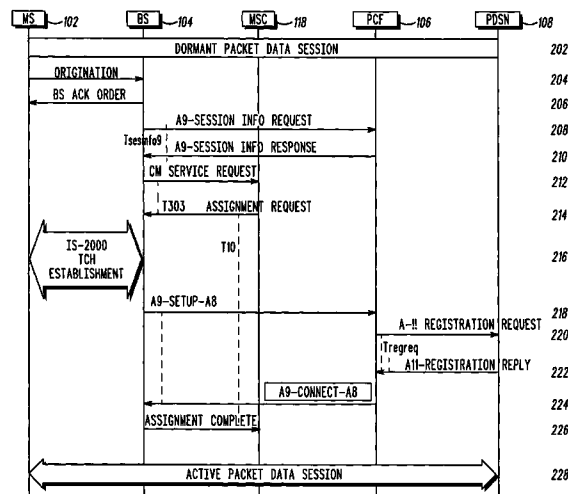 MS 102 BS 104 MSC 118 PCF 106 PDSN 108
DORMANT PACKET DATA SESSION 202
ORIGINATION 204
BS ACK ORDER 206
A9-SESSION INFO REQUEST 208
Tsesinfo9
A9-SESSION INFO RESPONSE 210
CM SERVICE REQUEST 212
T303 ASSIGNMENT REQUEST 214
T10
IS-2000
TCH
ESTABLISHMENT
216
A9-SETUP-A8 218
A-!! REGISTRATION REQUEST 220
Tregreq
A11-REGISTRATION REPLY 222
A9-CONNECT-A8 224
ASSIGNMENT COMPLETE 226
ACTIVE PACKET DATA SESSION 228